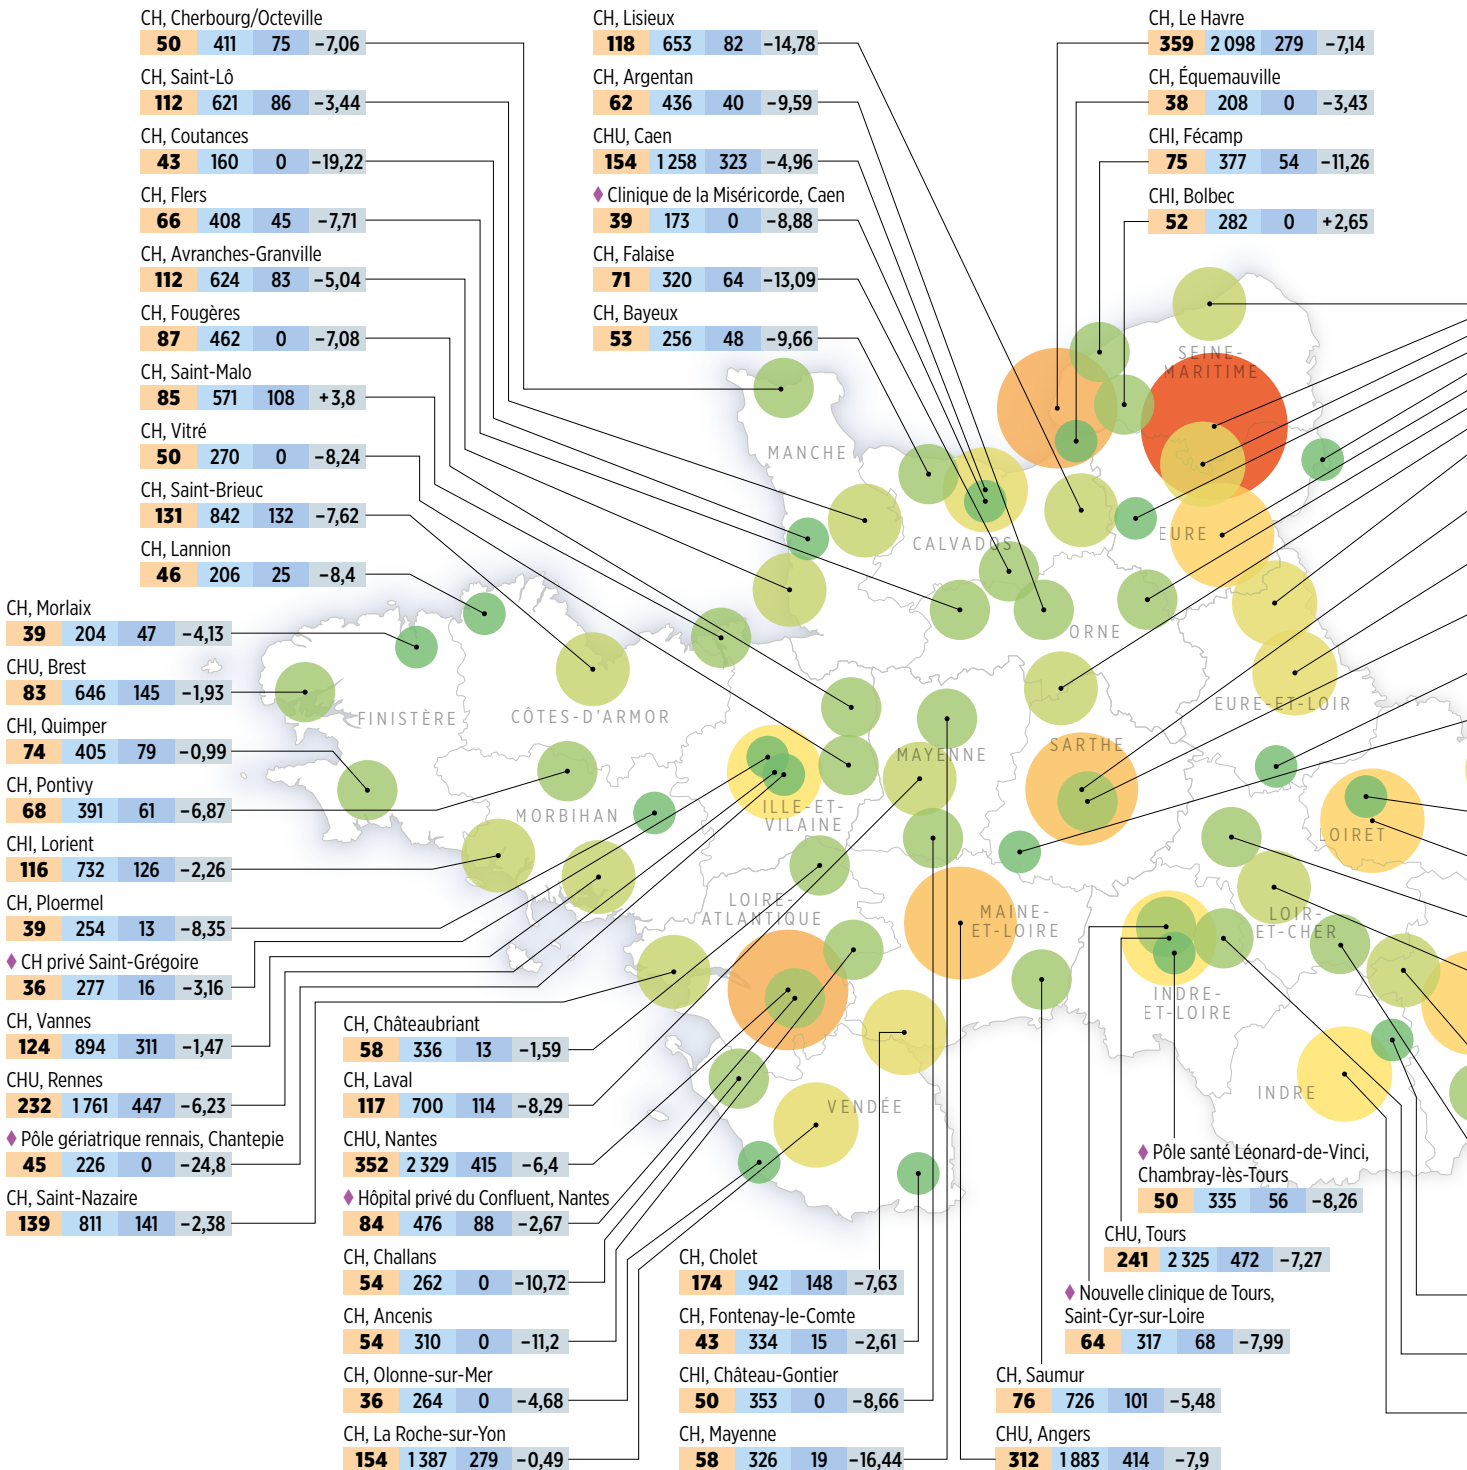 CH, Cherbourg/Octeville
50 411 75 −7,06
CH, Saint-Lô
112 621 86 −3,44
CH, Coutances
43 160 0 −19,22
CH, Flers
66 408 45 −7,71
CH, Avranches-Granville
112 624 83 −5,04
CH, Fougères
87 462 0 −7,08
CH, Saint-Malo
85 571 108 +3,8
CH, Vitré
50 270 0 −8,24
CH, Saint-Brieuc
131 842 132 −7,62
CH, Lannion
46 206 25 −8,4
CH, Morlaix
39 204 47 −4,13
CHU, Brest
83 646 145 −1,93
CHI, Quimper
74 405 79 −0,99
CH, Pontivy
68 391 61 −6,87
CHI, Lorient
116 732 126 −2,26
CH, Ploermel
39 254 13 −8,35
♦ CH privé Saint-Grégoire
36 277 16 −3,16
CH, Vannes
124 894 311 −1,47
CHU, Rennes
232 1 761 447 −6,23
♦ Pôle gériatrique rennais, Chantepie
45 226 0 −24,8
CH, Saint-Nazaire
139 811 141 −2,38
CH, Lisieux
118 653 82 −14,78
CH, Argentan
62 436 40 −9,59
CHU, Caen
154 1 258 323 −4,96
♦ Clinique de la Miséricorde, Caen
39 173 0 −8,88
CH, Falaise
71 320 64 −13,09
CH, Bayeux
53 256 48 −9,66
CH, Le Havre
359 2 098 279 −7,14
CH, Équemauville
38 208 0 −3,43
CHI, Fécamp
75 377 54 −11,26
CHI, Bolbec
52 282 0 +2,65
SEINE-
MARITIME
MANCHE
CALVADOS
EURE
ORNE
EURE-ET-LOIR
FINISTÈRE
CÔTES-D'ARMOR
MAYENNE
SARTHE
MORBIHAN
ILLE-ET-
VILAINE
LOIRET
LOIRE-
ATLANTIQUE
MAINE-
ET-LOIRE
LOIR-
ET-CHER
INDRE-
ET-LOIRE
INDRE
VENDÉE
CH, Châteaubriant
58 336 13 −1,59
CH, Laval
117 700 114 −8,29
CHU, Nantes
352 2 329 415 −6,4
♦ Hôpital privé du Confluent, Nantes
84 476 88 −2,67
CH, Challans
54 262 0 −10,72
CH, Ancenis
54 310 0 −11,2
CH, Olonne-sur-Mer
36 264 0 −4,68
CH, La Roche-sur-Yon
154 1 387 279 −0,49
CH, Cholet
174 942 148 −7,63
CH, Fontenay-le-Comte
43 334 15 −2,61
CHI, Château-Gontier
50 353 0 −8,66
CH, Mayenne
58 326 19 −16,44
♦ Pôle santé Léonard-de-Vinci,
Chambray-lès-Tours
50 335 56 −8,26
CHU, Tours
241 2 325 472 −7,27
♦ Nouvelle clinique de Tours,
Saint-Cyr-sur-Loire
64 317 68 −7,99
CH, Saumur
76 726 101 −5,48
CHU, Angers
312 1 883 414 −7,9